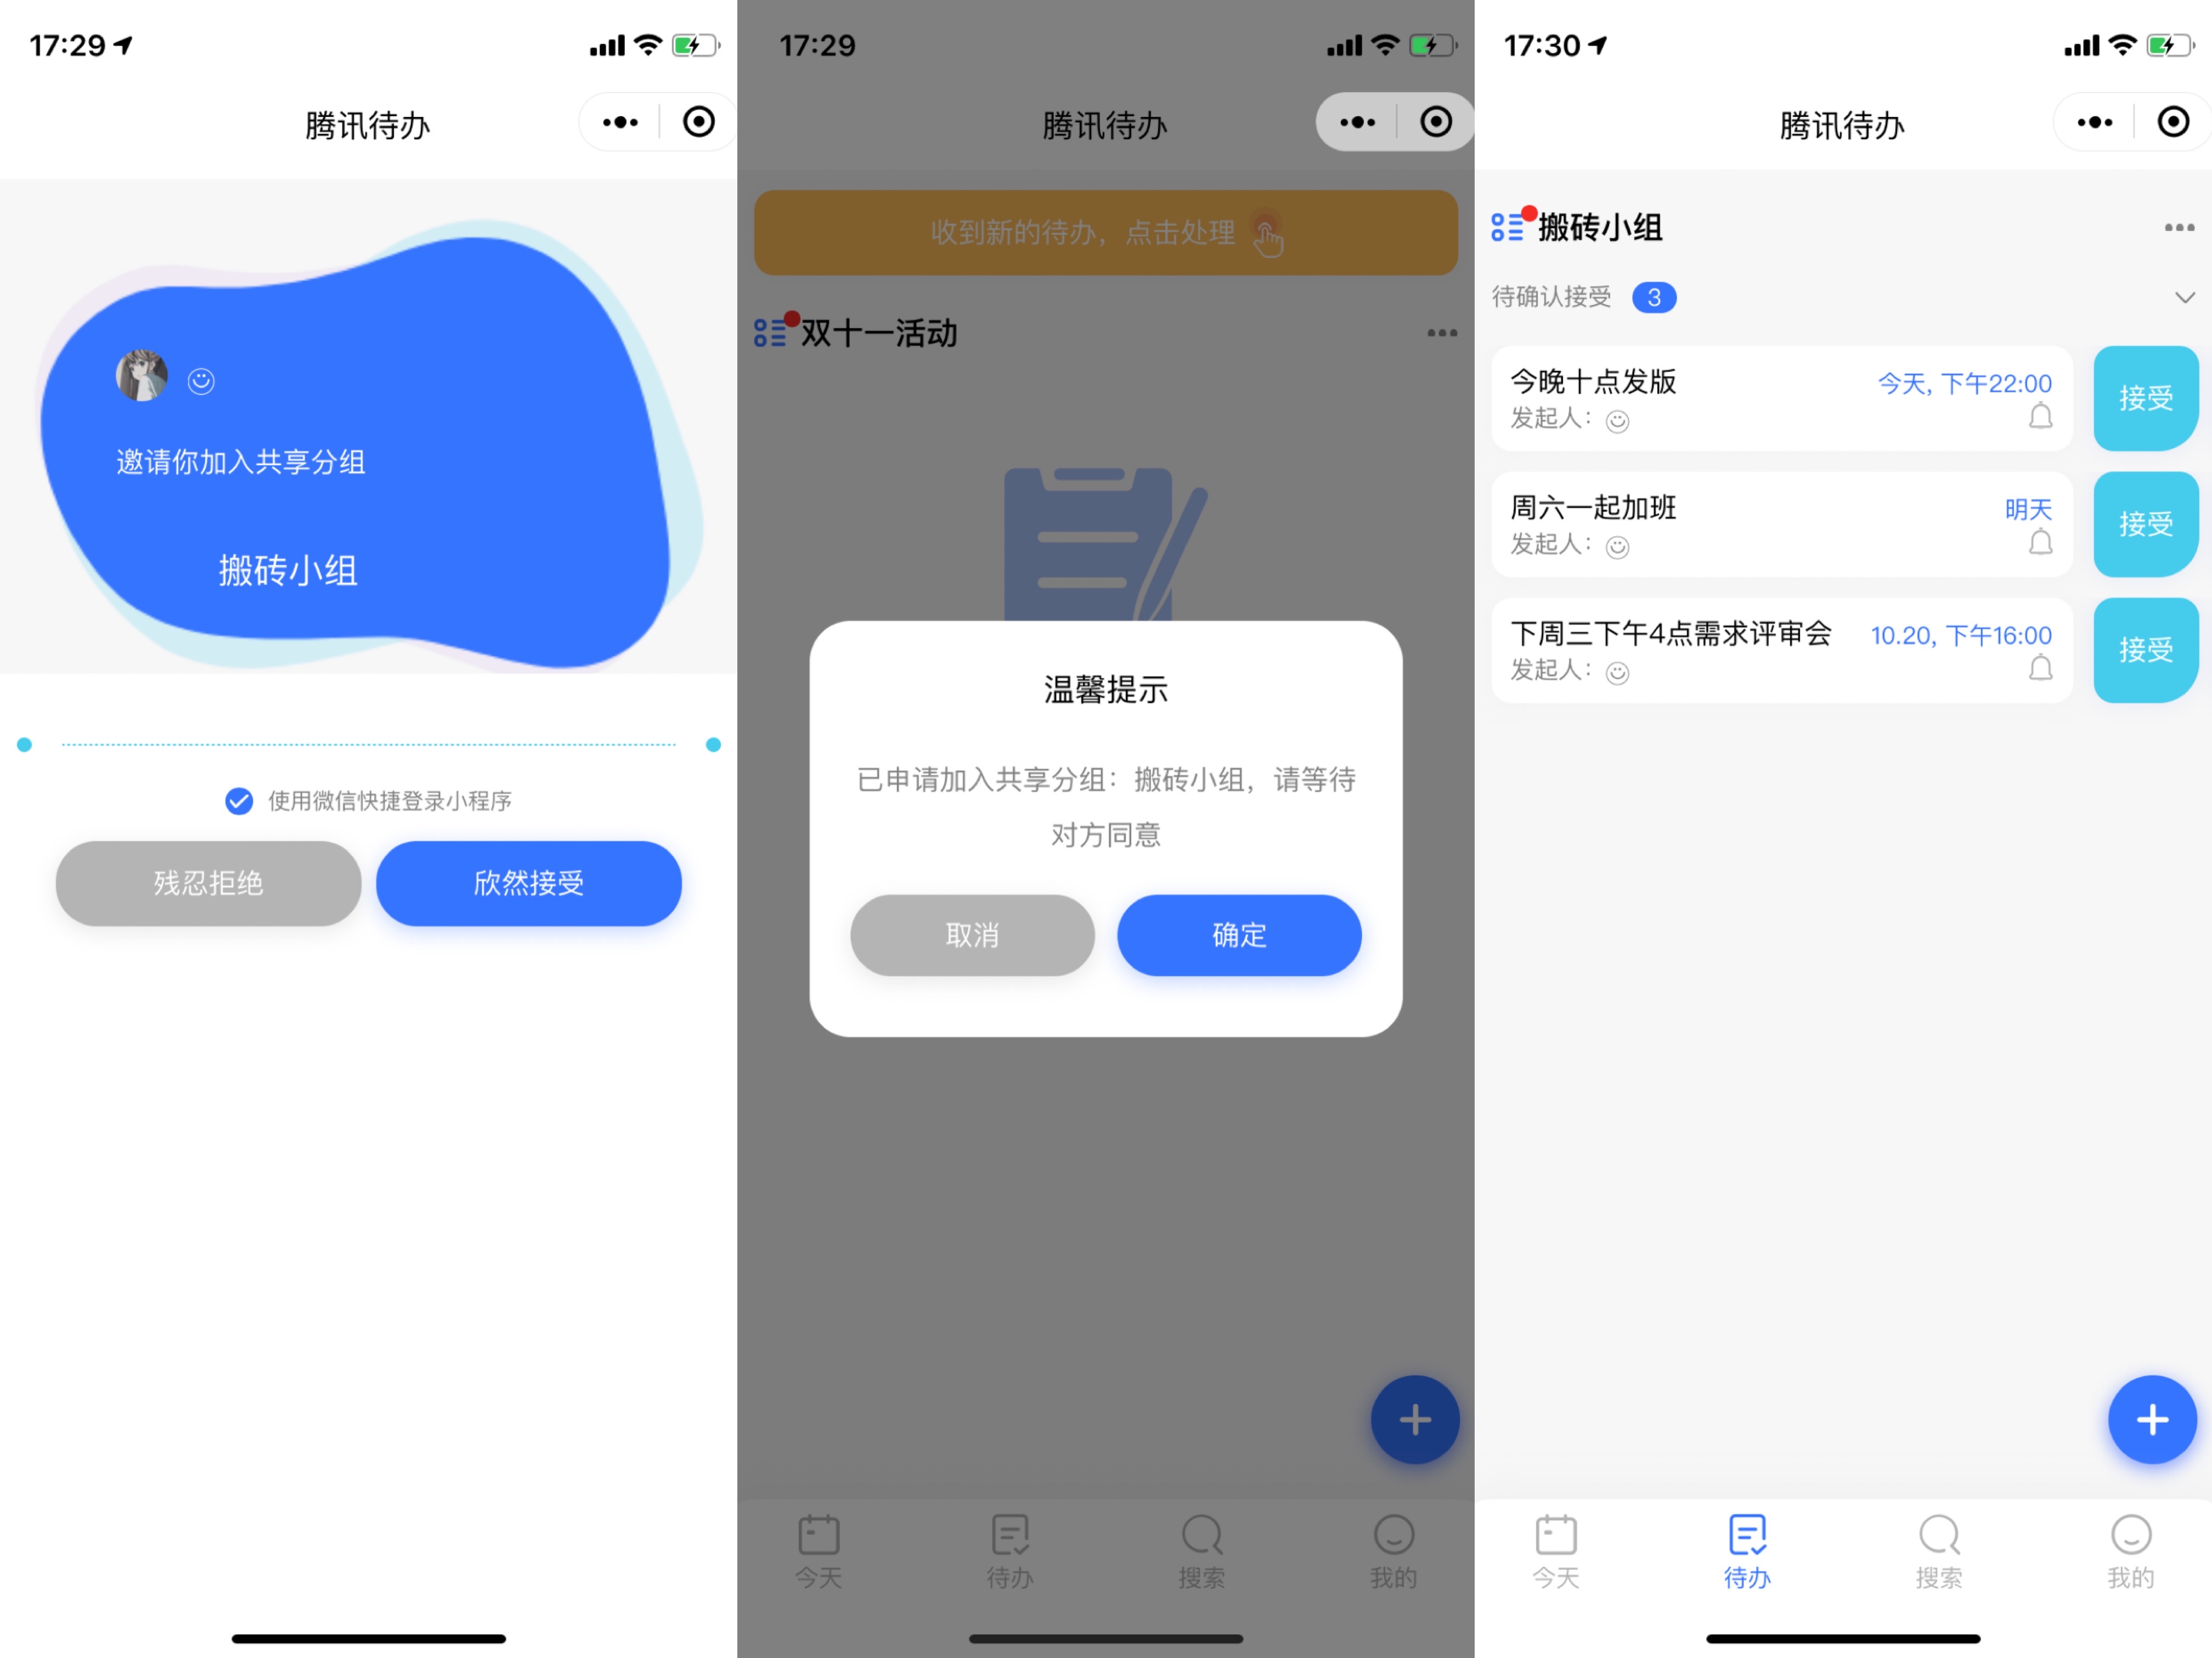 17:29
腾讯待办
邀请你加入共享分组
搬砖小组
使用微信快捷登录小程序
残忍拒绝
欣然接受
17:29
腾讯待办
收到新的待办，点击处理
双十一活动
温馨提示
已申请加入共享分组：搬砖小组，请等待
对方同意
取消
确定
今天
待办
搜索
我的
17:30
腾讯待办
搬砖小组
待确认接受 3
今晚十点发版 今天, 下午22:00
发起人：
接受
周六一起加班 明天
发起人：
接受
下周三下午4点需求评审会 10.20, 下午16:00
发起人：
接受
今天
待办
搜索
我的